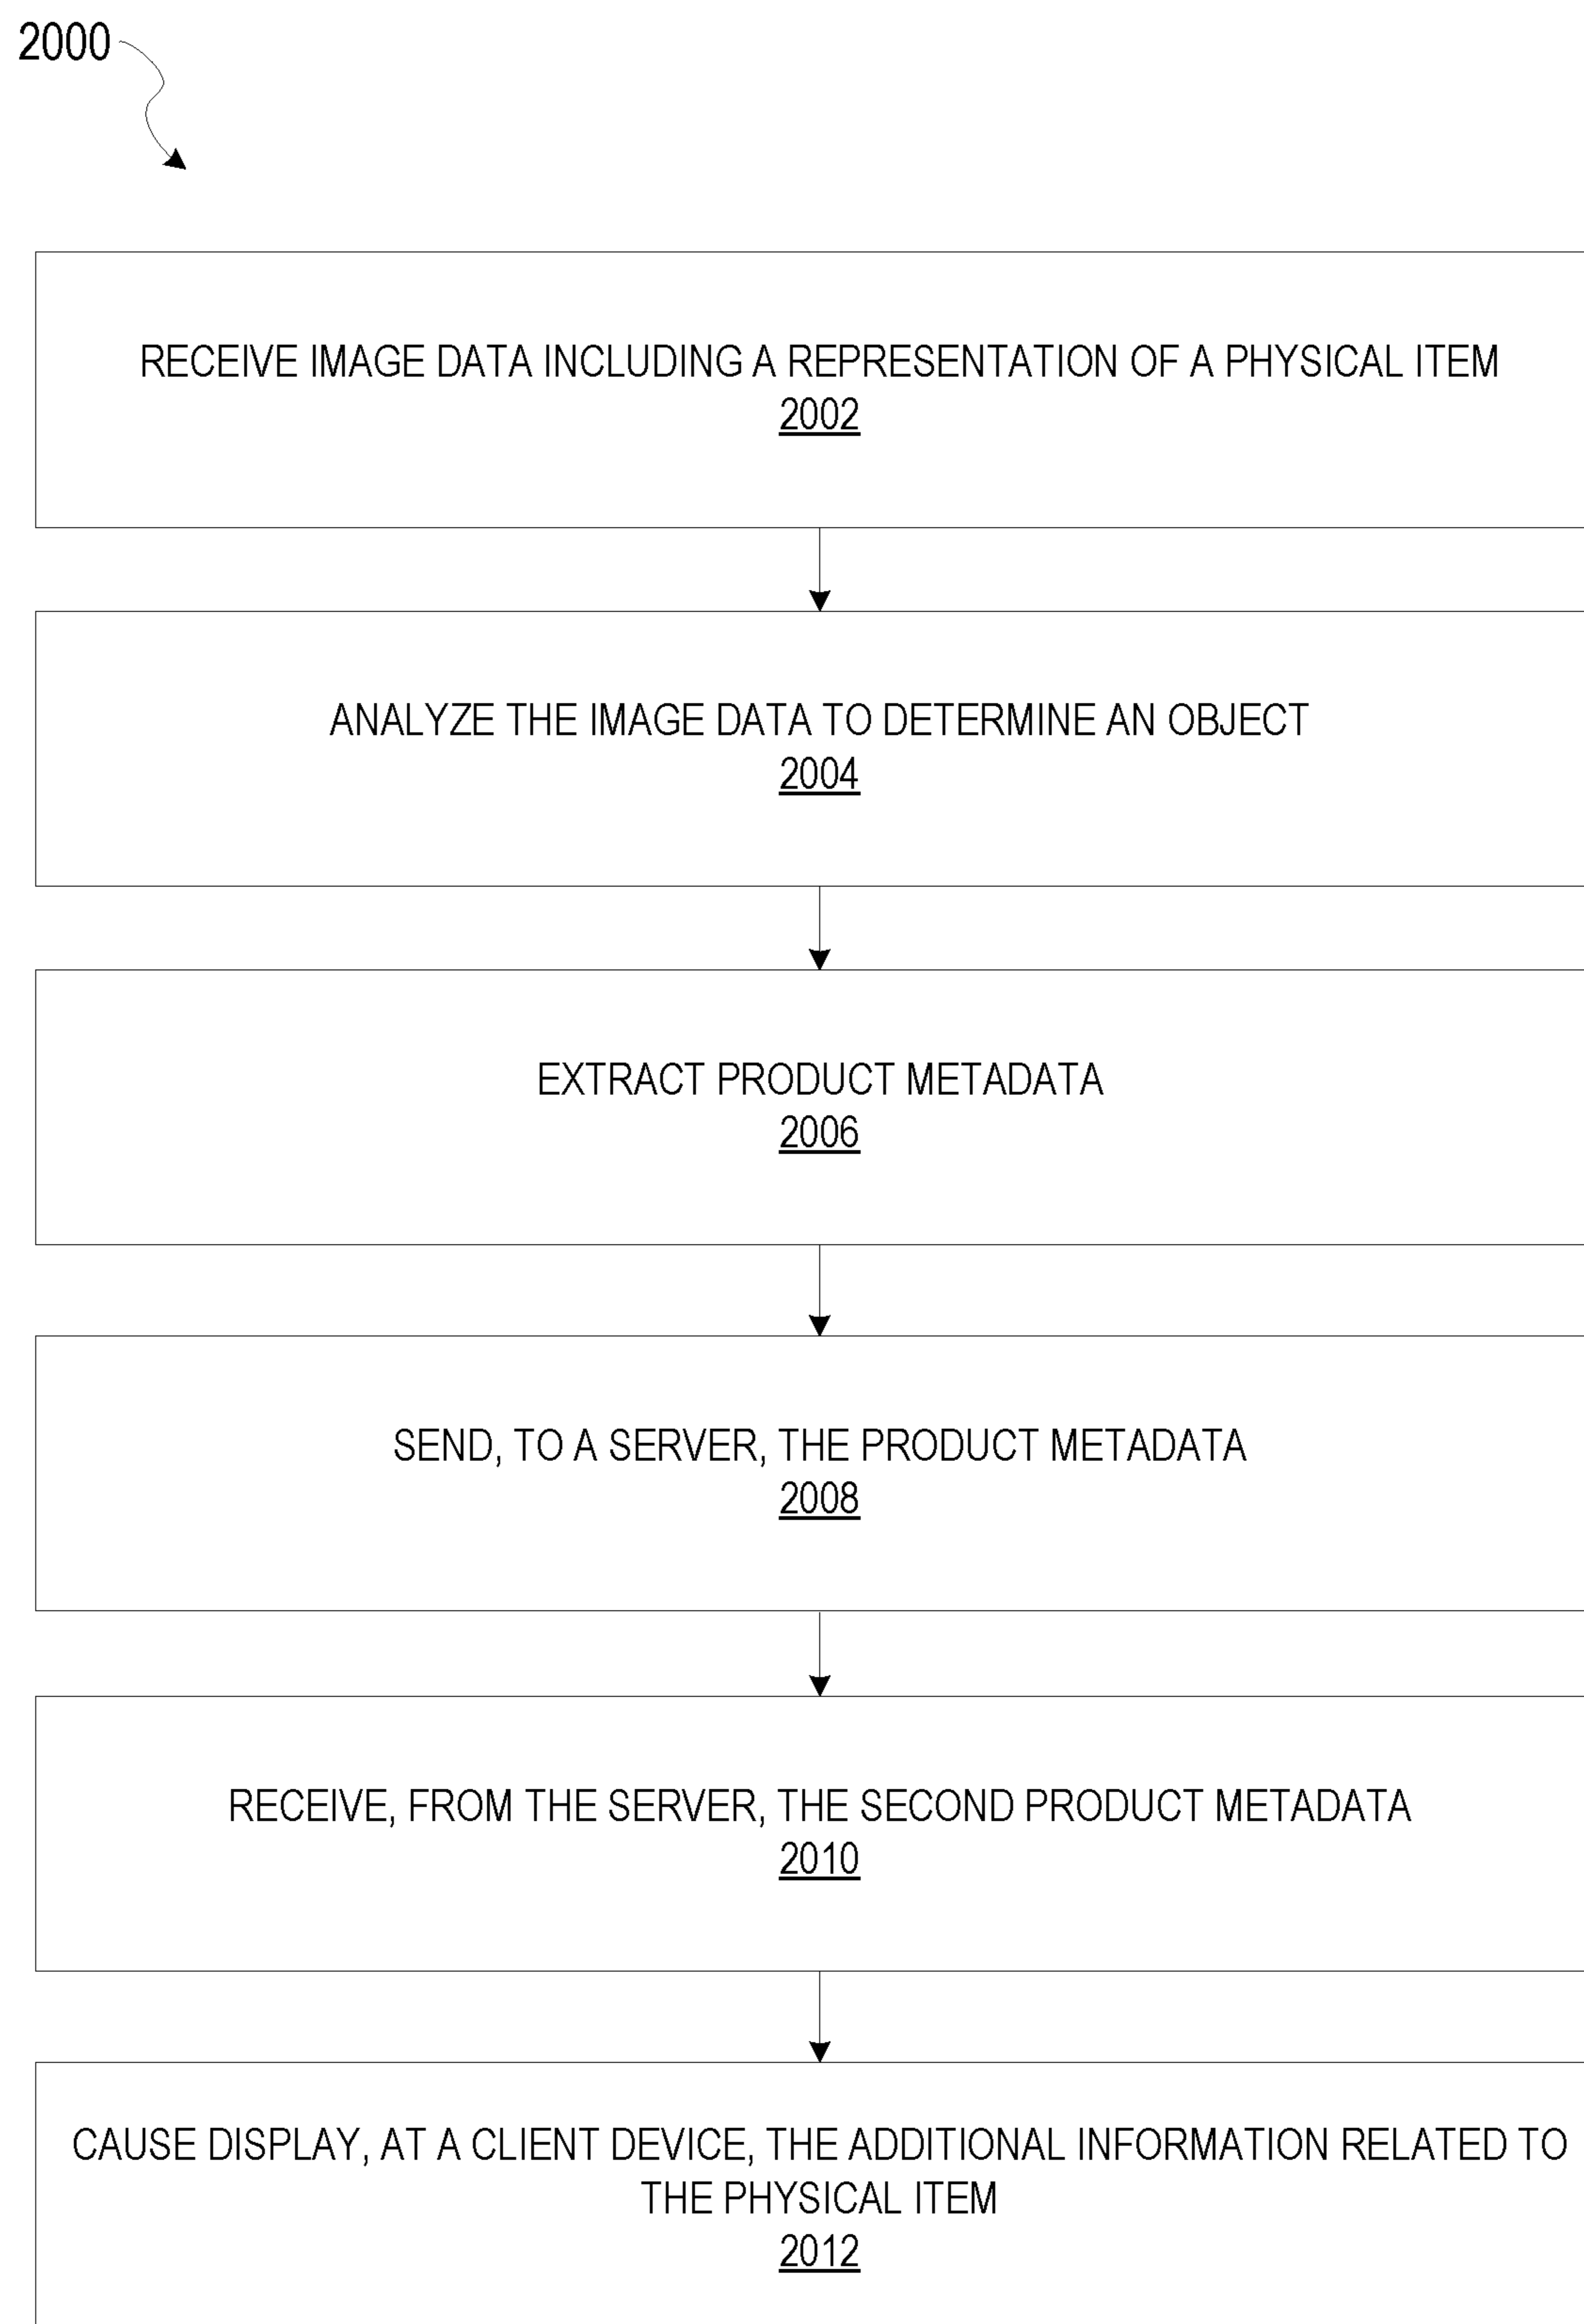 2000
RECEIVE IMAGE DATA INCLUDING A REPRESENTATION OF A PHYSICAL ITEM
2002
ANALYZE THE IMAGE DATA TO DETERMINE AN OBJECT
2004
EXTRACT PRODUCT METADATA
2006
SEND, TO A SERVER, THE PRODUCT METADATA
2008
RECEIVE, FROM THE SERVER, THE SECOND PRODUCT METADATA
2010
CAUSE DISPLAY, AT A CLIENT DEVICE, THE ADDITIONAL INFORMATION RELATED TO
THE PHYSICAL ITEM
2012